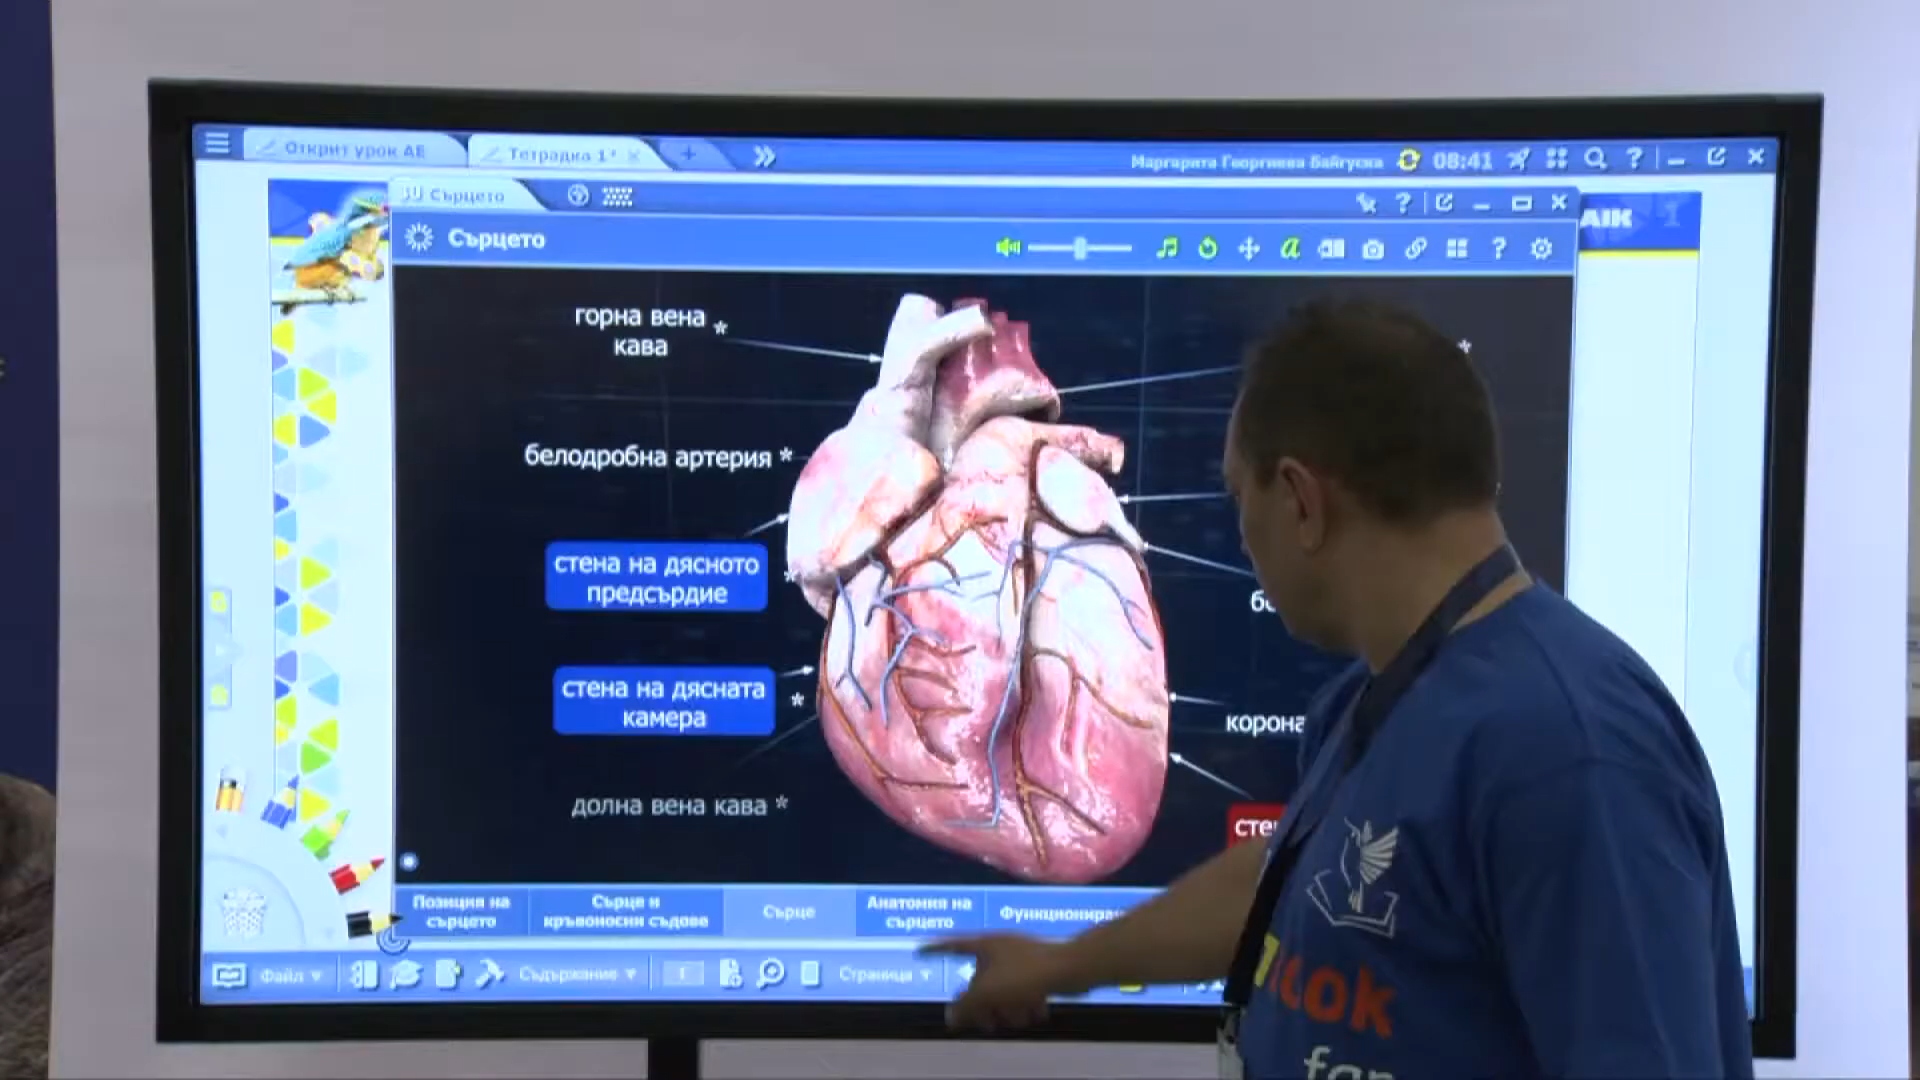 Открит урок АЕ
Тетрадка 1*
Маргарита Георгиева Байгуска
08:41
3D Сърцето
Сърцето
горна вена
кава
*
*
белодробна артерия *
стена на дясното
предсърдие
*
стена на дясната
камера
*
долна вена кава *
корона
Позиция на
сърцето
Сърце и
кръвоносни съдове
Сърце
Анатомия на
сърцето
Файл
Съдържание
1
Страница